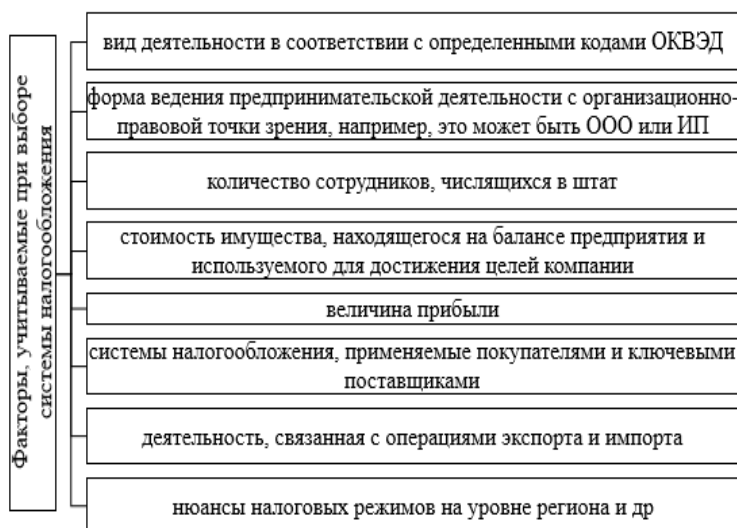 Факторы, учитываемые при выборе
системы налогообложения
вид деятельности в соответствии с определенными кодами ОКВЭД
форма ведения предпринимательской деятельности с организационно-
правовой точки зрения, например, это может быть ООО или ИП
количество сотрудников, числящихся в штат
стоимость имущества, находящегося на балансе предприятия и
используемого для достижения целей компании
величина прибыли
системы налогообложения, применяемые покупателями и ключевыми
поставщиками
деятельность, связанная с операциями экспорта и импорта
нюансы налоговых режимов на уровне региона и др